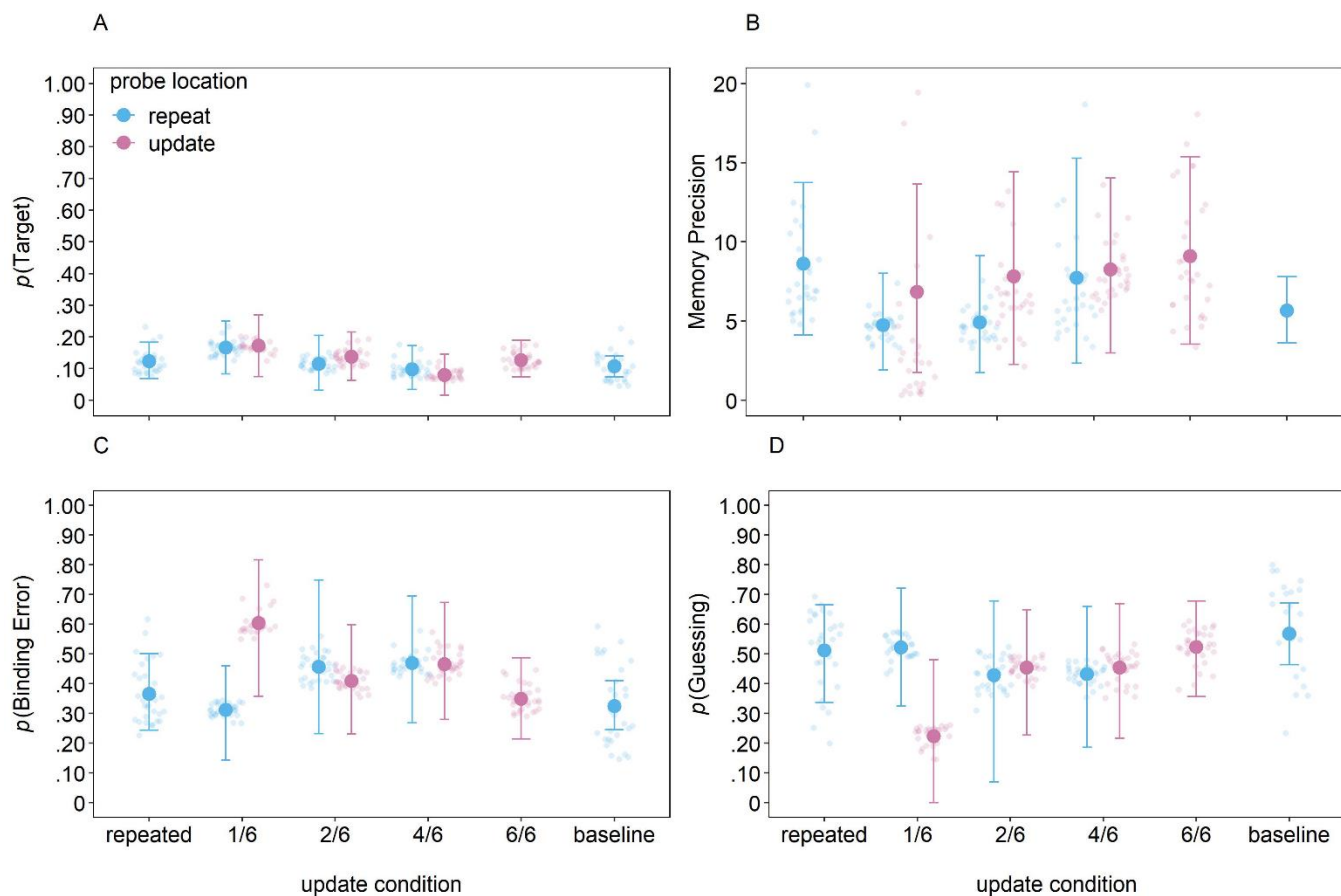 A
probe location
repeat
update
1.00
.90
.80
.70
.60
.50
.40
.30
.20
.10
0
p(Target)
B
20
15
10
5
0
Memory Precision
C
1.00
.90
.80
.70
.60
.50
.40
.30
.20
.10
0
p(Binding Error)
repeated 1/6 2/6 4/6 6/6 baseline
update condition
D
1.00
.90
.80
.70
.60
.50
.40
.30
.20
.10
0
p(Guessing)
repeated 1/6 2/6 4/6 6/6 baseline
update condition